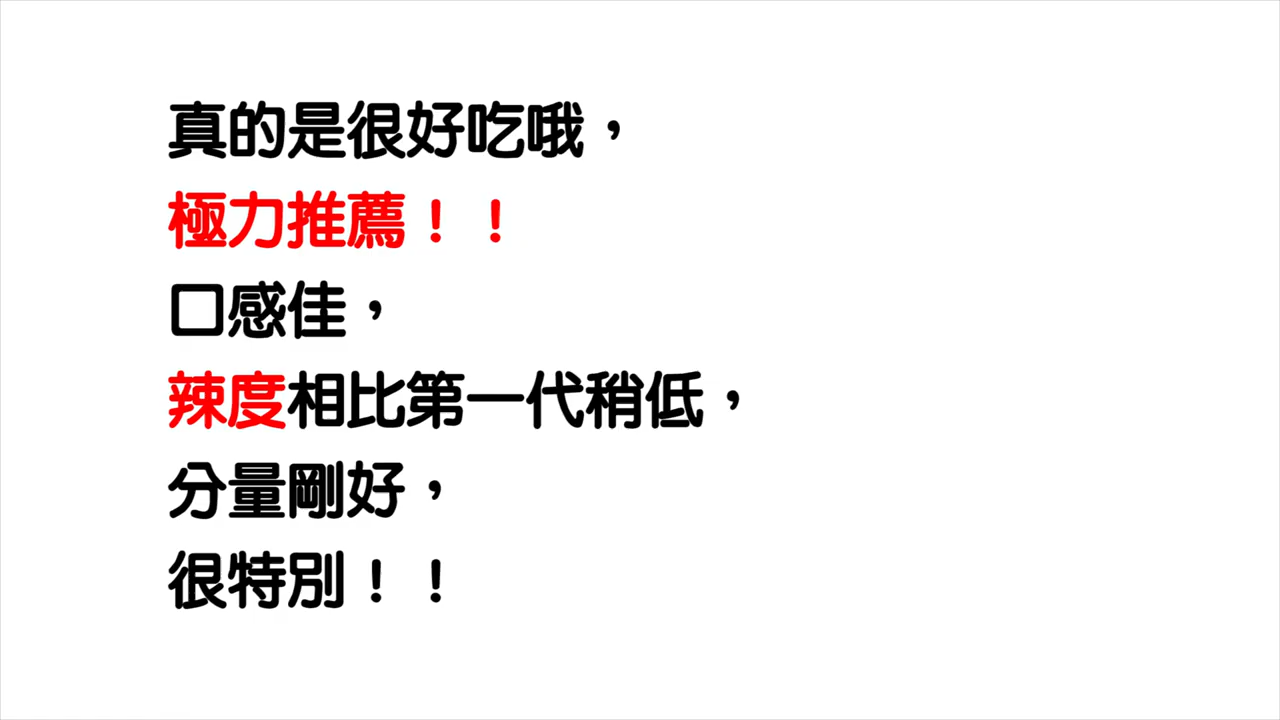 真的是很好吃哦，
極力推薦！！
口感佳，
辣度相比第一代稍低，
分量剛好，
很特別！！